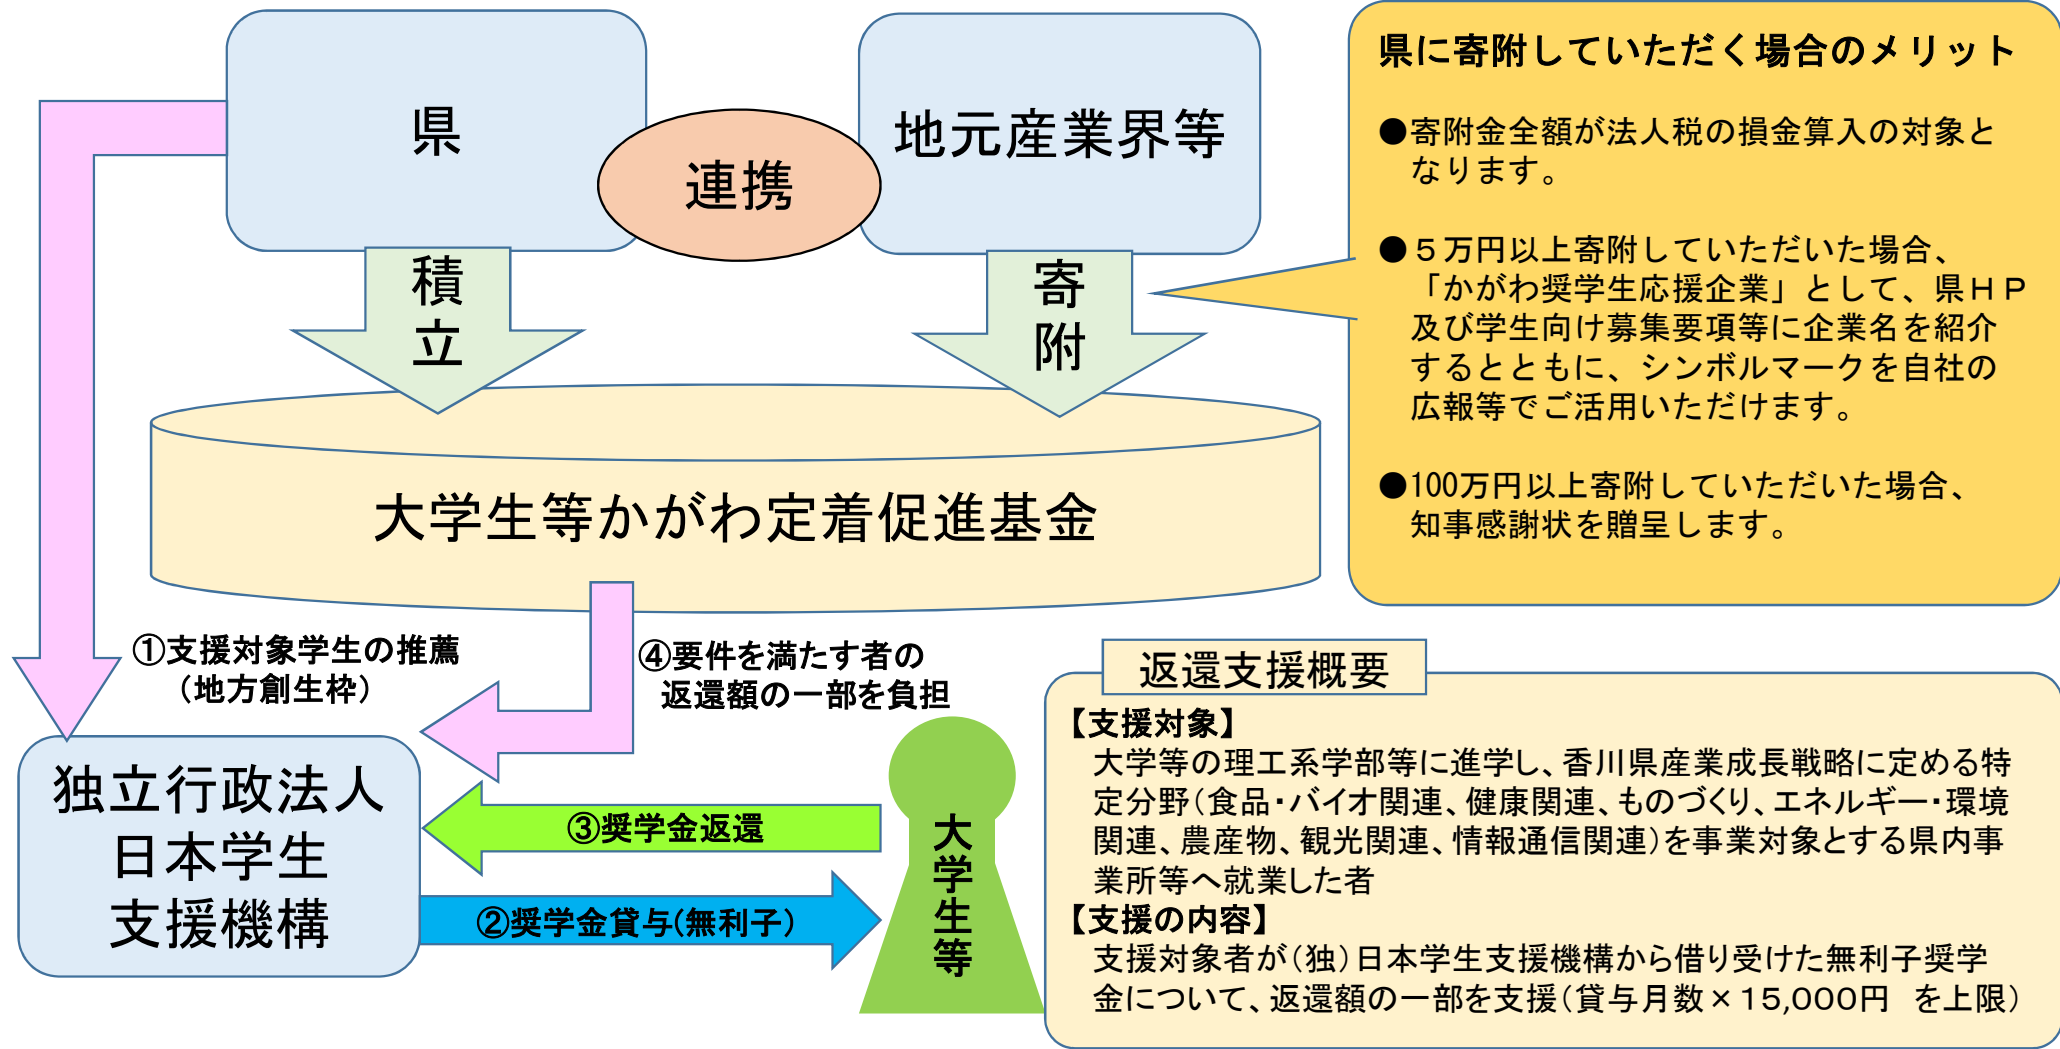 県
連携
地元産業界等
積
立
寄
附
大学生等かがわ定着促進基金
県に寄附していただく場合のメリット
●寄附金全額が法人税の損金算入の対象と
なります。
●５万円以上寄附していただいた場合、
「かがわ奨学生応援企業」として、県ＨＰ
及び学生向け募集要項等に企業名を紹介
するとともに、シンボルマークを自社の
広報等でご活用いただけます。
●100万円以上寄附していただいた場合、
知事感謝状を贈呈します。
①支援対象学生の推薦
（地方創生枠）
④要件を満たす者の
返還額の一部を負担
独立行政法人
日本学生
支援機構
③奨学金返還
②奨学金貸与(無利子）
大
学
生
等
返還支援概要
【支援対象】
大学等の理工系学部等に進学し、香川県産業成長戦略に定める特
定分野（食品・バイオ関連、健康関連、ものづくり、エネルギー・環境
関連、農産物、観光関連、情報通信関連）を事業対象とする県内事
業所等へ就業した者
【支援の内容】
支援対象者が（独）日本学生支援機構から借り受けた無利子奨学
金について、返還額の一部を支援（貸与月数×１５,０００円　を上限）